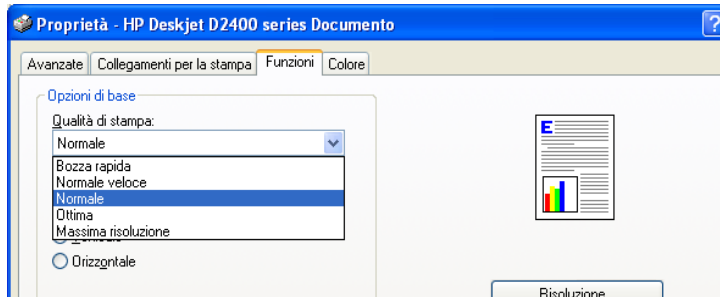 Proprietà - HP Deskjet D2400 series Documento
?
Avanzate Collegamenti per la stampa Funzioni Colore
Opzioni di base
Qualità di stampa:
Normale
Bozza rapida
Normale veloce
Normale
Ottima
Massima risoluzione
Orizzontale
E
Risoluzione